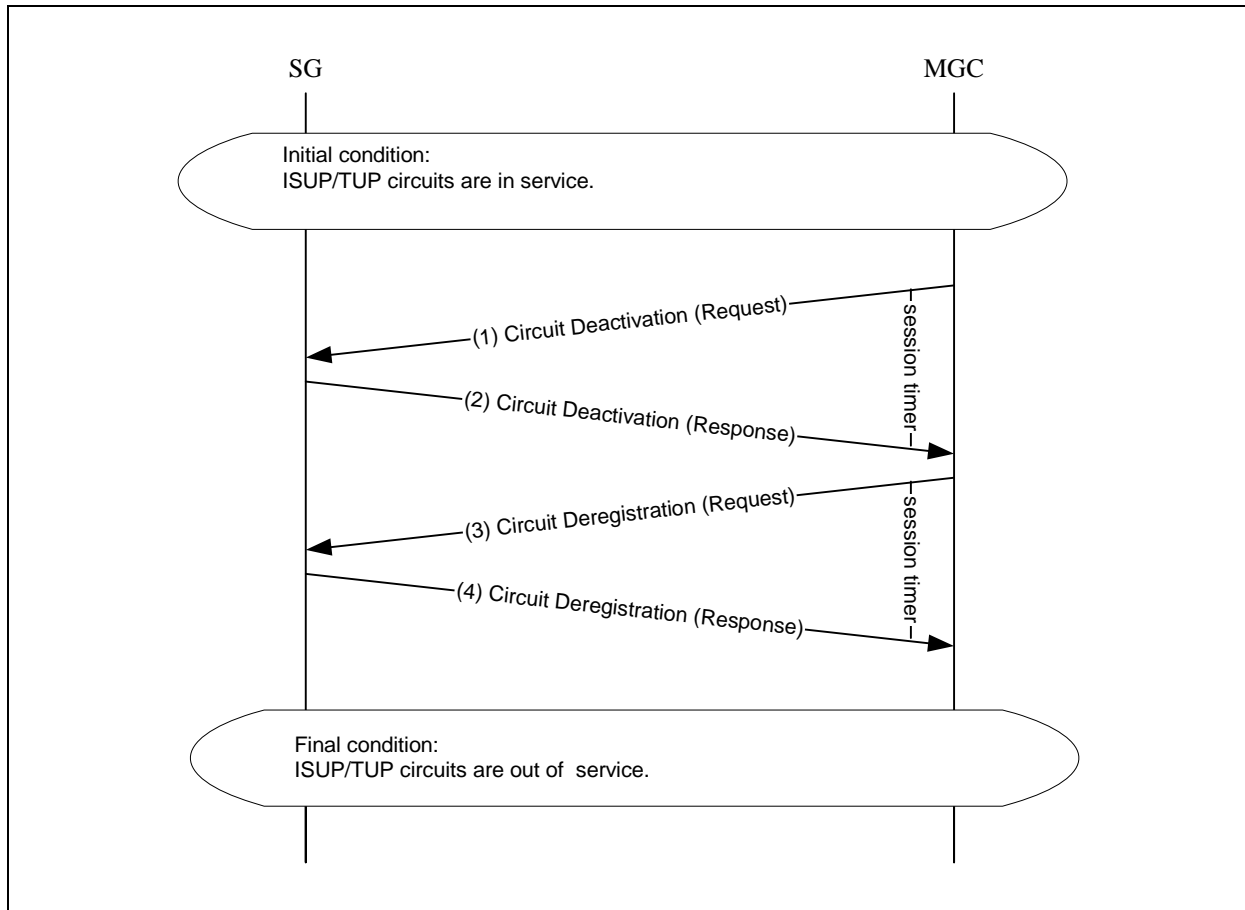 SG
MGC
Initial condition:
ISUP/TUP circuits are in service.
(1) Circuit Deactivation (Request)
session timer
(2) Circuit Deactivation (Response)
(3) Circuit Deregistration (Request)
session timer
(4) Circuit Deregistration (Response)
Final condition:
ISUP/TUP circuits are out of  service.